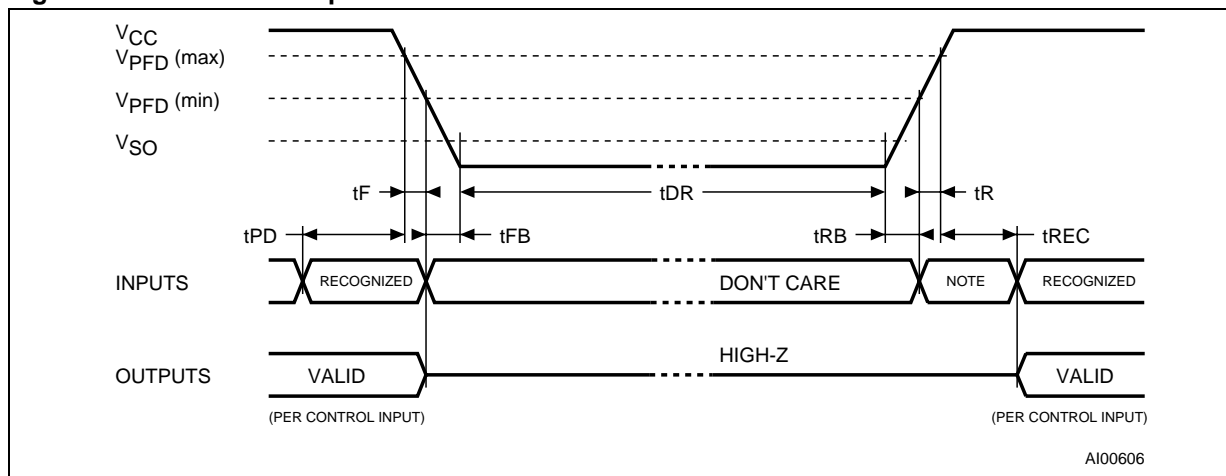 VCC
VPFD (max)
VPFD (min)
VSO
tF
tDR
tR
tPD
tFB
tRB
tREC
INPUTS
RECOGNIZED
DON'T CARE
NOTE
RECOGNIZED
HIGH-Z
OUTPUTS
VALID
VALID
(PER CONTROL INPUT)
(PER CONTROL INPUT)
AI00606